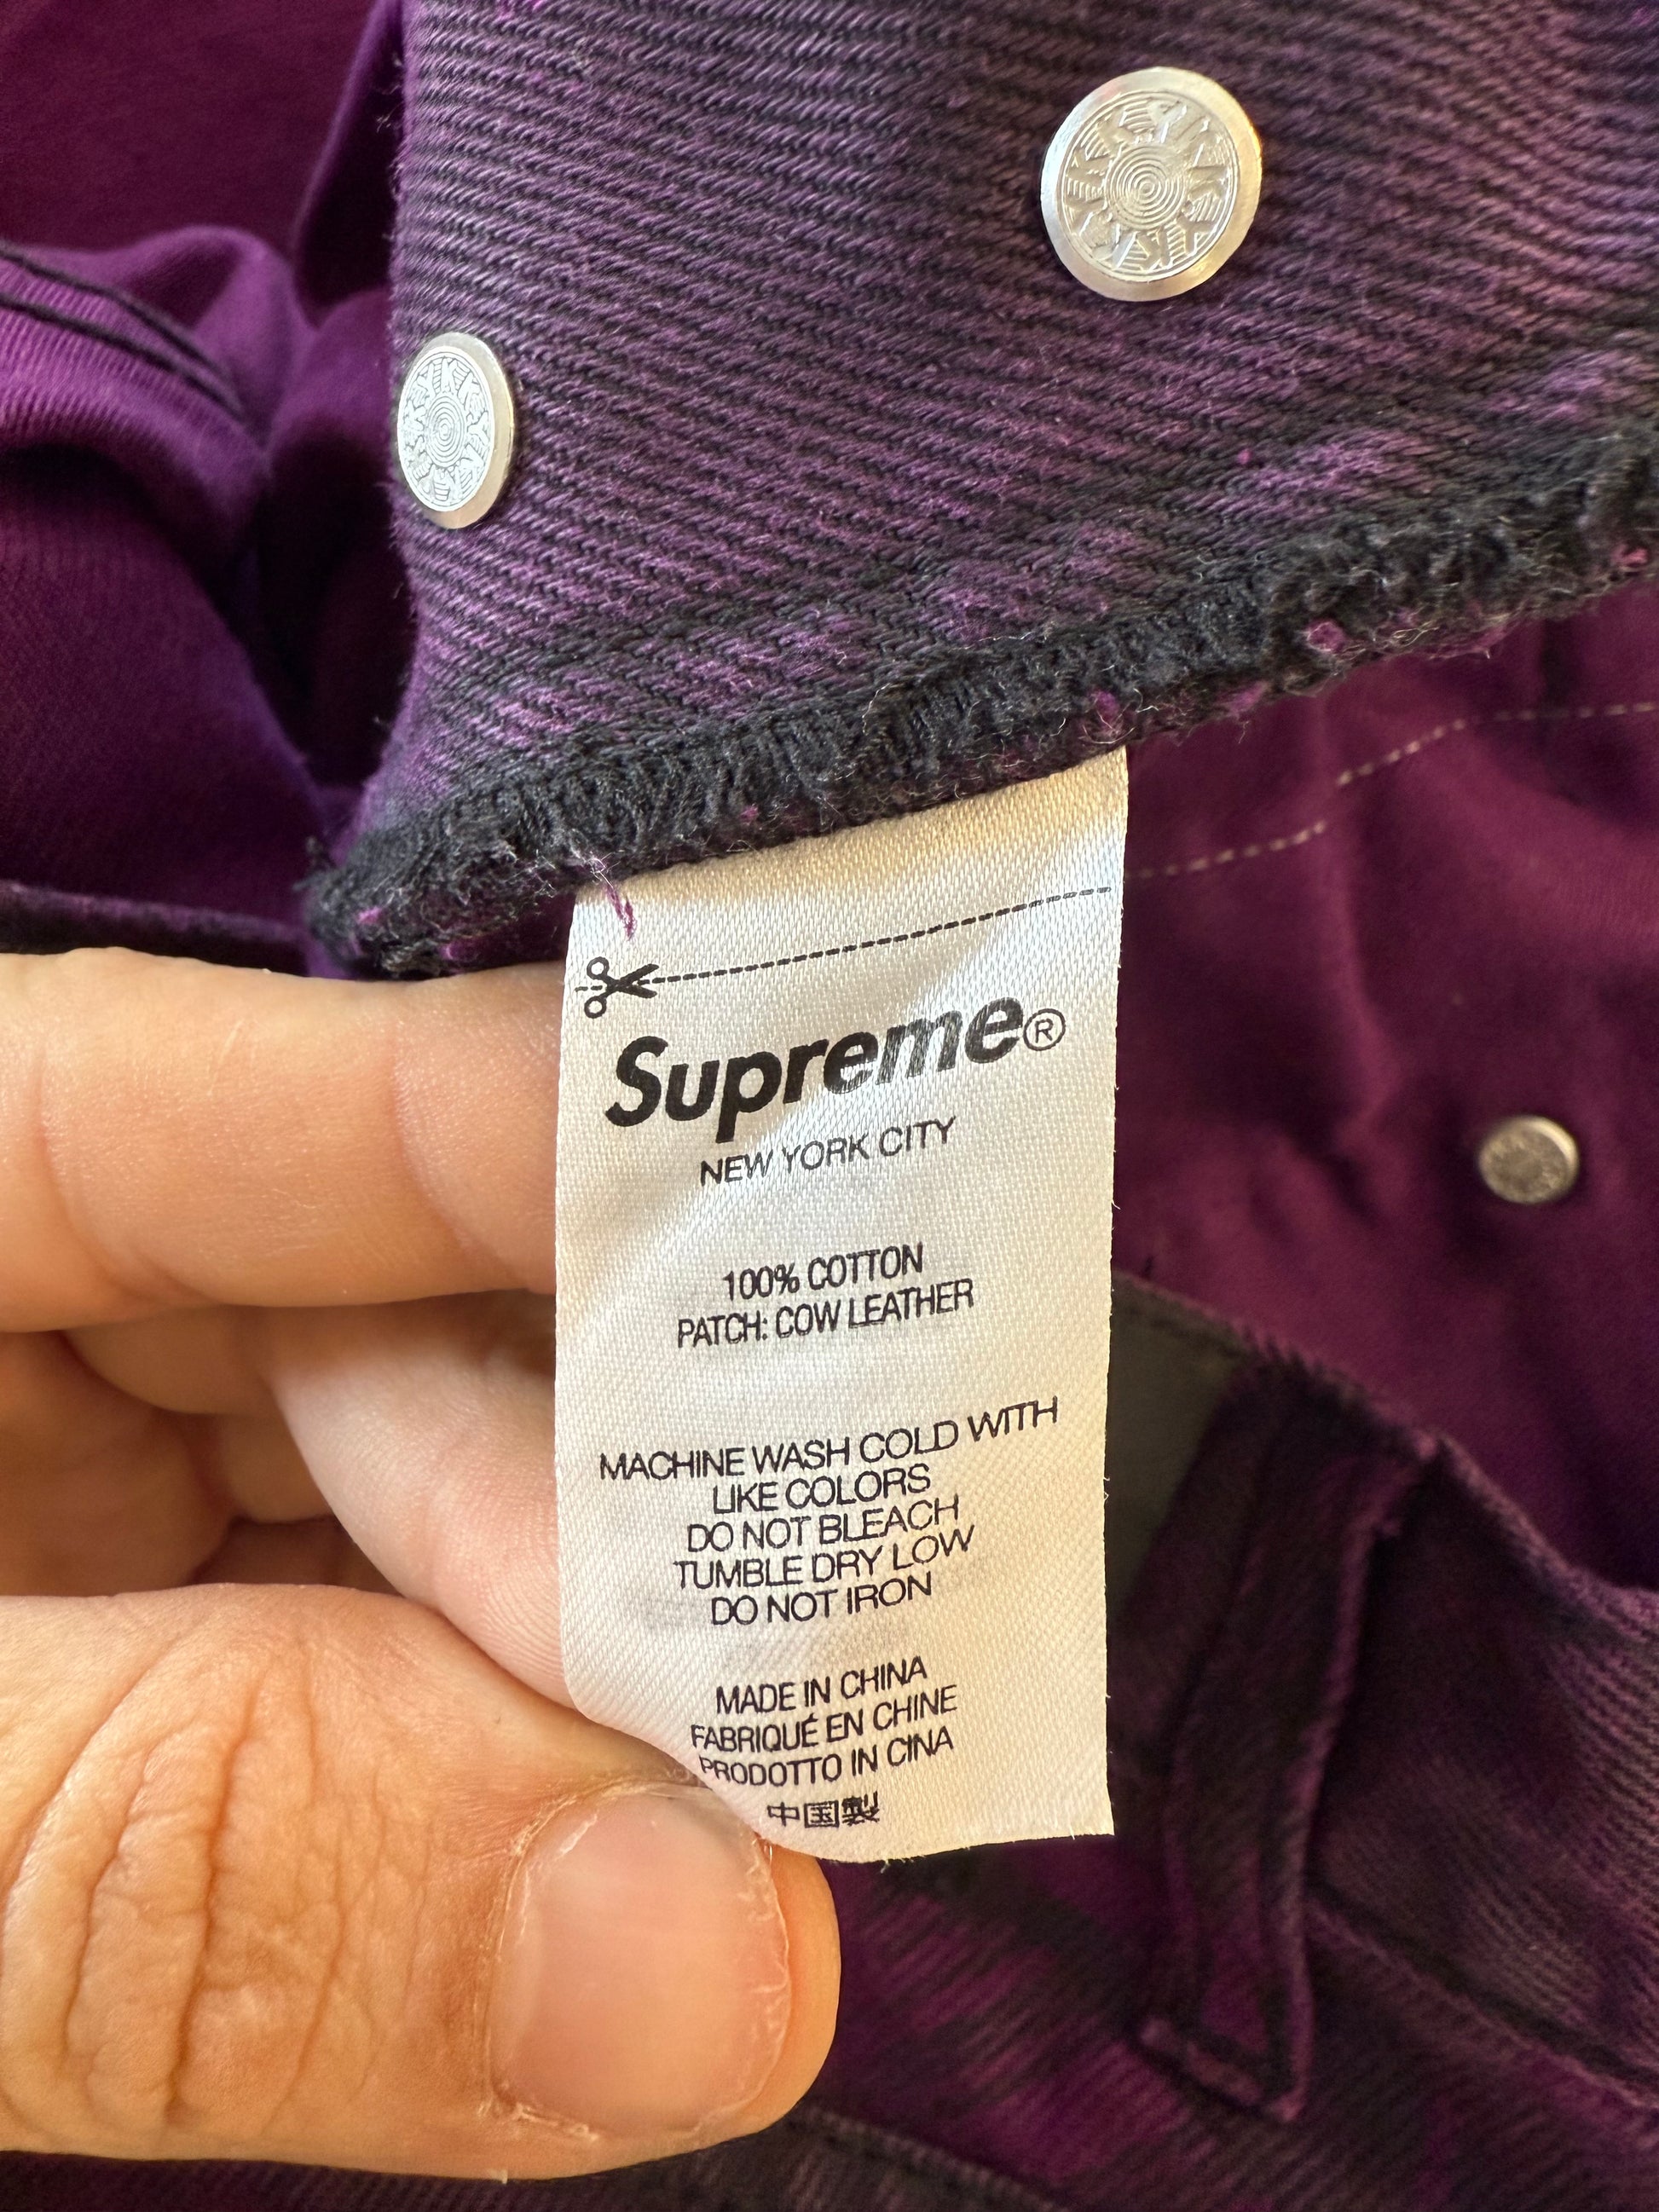 Supreme®
NEW YORK CITY
100% COTTON
PATCH: COW LEATHER
MACHINE WASH COLD WITH
LIKE COLORS
DO NOT BLEACH
TUMBLE DRY LOW
DO NOT IRON
MADE IN CHINA
FABRIQUÉ EN CHINE
PRODOTTO IN CINA
中国製